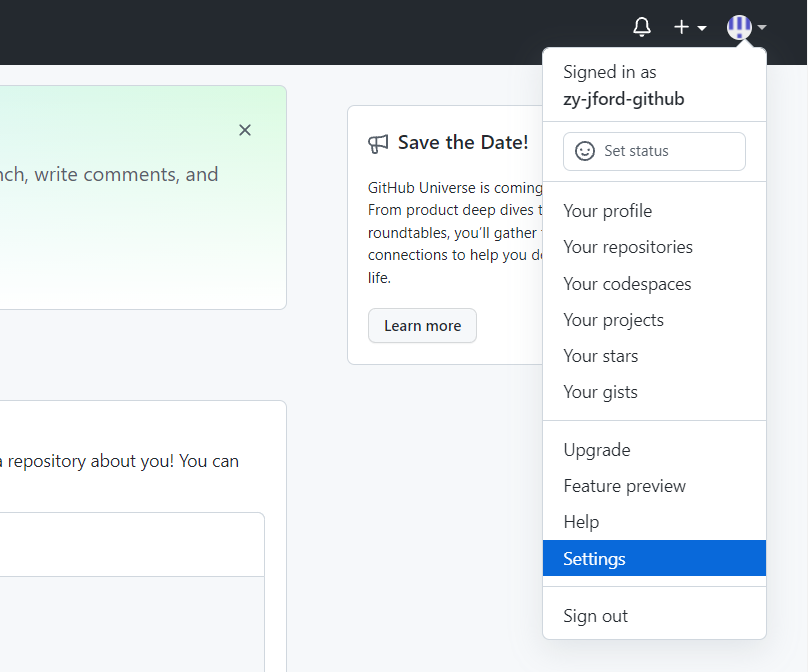 Signed in as
zy-jford-github
Set status
Your profile
Your repositories
Your codespaces
Your projects
Your stars
Your gists
Upgrade
Feature preview
Help
Settings
Sign out
write comments, and
Save the Date!
GitHub Universe is coming
From product deep dives
roundtables, you'll gather
connections to help you
life.
Learn more
a repository about you! You can